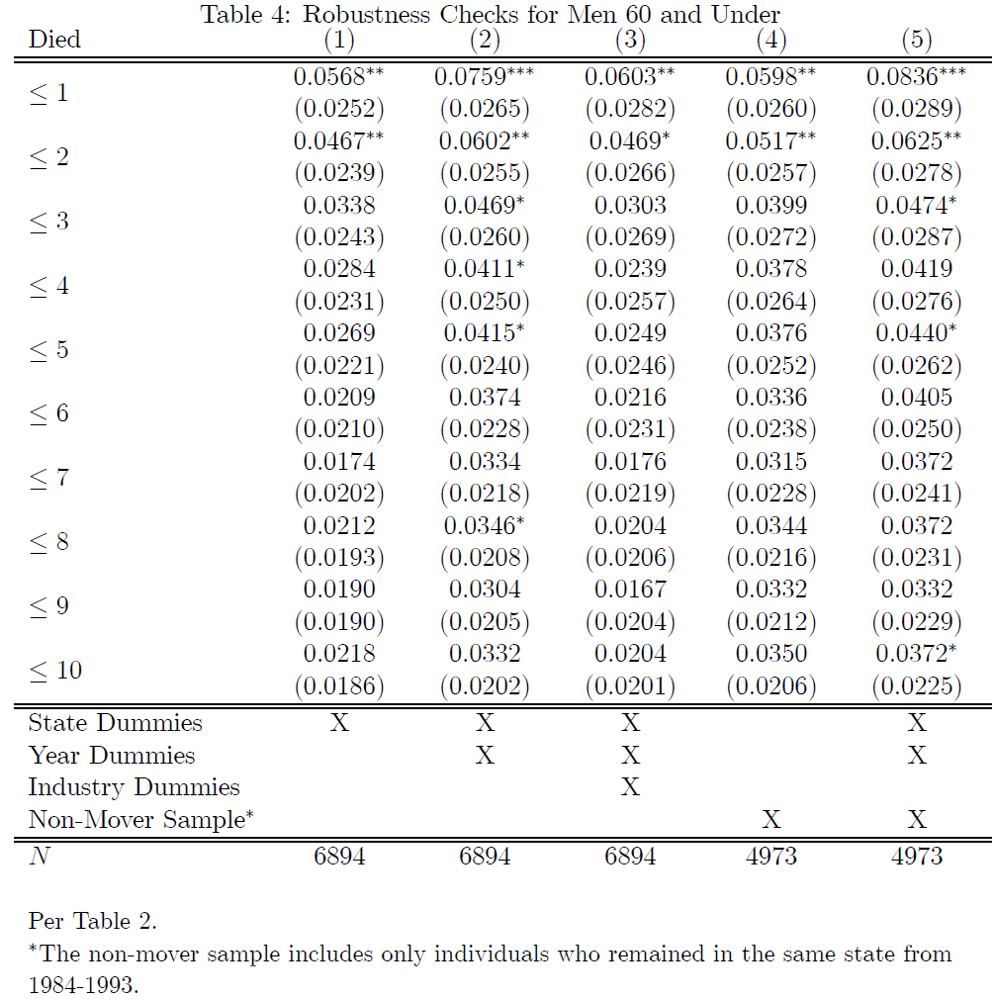 Table 4: Robustness Checks for Men 60 and Under
Died (1) (2) (3) (4) (5)
≤ 1 0.0568** 0.0759*** 0.0603** 0.0598** 0.0836***
(0.0252) (0.0265) (0.0282) (0.0260) (0.0289)
≤ 2 0.0467** 0.0602** 0.0469* 0.0517** 0.0625**
(0.0239) (0.0255) (0.0266) (0.0257) (0.0278)
≤ 3 0.0338 0.0469* 0.0303 0.0399 0.0474*
(0.0243) (0.0260) (0.0269) (0.0272) (0.0287)
≤ 4 0.0284 0.0411* 0.0239 0.0378 0.0419
(0.0231) (0.0250) (0.0257) (0.0264) (0.0276)
≤ 5 0.0269 0.0415* 0.0249 0.0376 0.0440*
(0.0221) (0.0240) (0.0246) (0.0252) (0.0262)
≤ 6 0.0209 0.0374 0.0216 0.0336 0.0405
(0.0210) (0.0228) (0.0231) (0.0238) (0.0250)
≤ 7 0.0174 0.0334 0.0176 0.0315 0.0372
(0.0202) (0.0218) (0.0219) (0.0228) (0.0241)
≤ 8 0.0212 0.0346* 0.0204 0.0344 0.0372
(0.0193) (0.0208) (0.0206) (0.0216) (0.0231)
≤ 9 0.0190 0.0304 0.0167 0.0332 0.0332
(0.0190) (0.0205) (0.0204) (0.0212) (0.0229)
≤ 10 0.0218 0.0332 0.0204 0.0350 0.0372*
(0.0186) (0.0202) (0.0201) (0.0206) (0.0225)
State Dummies X X X X
Year Dummies X X X
Industry Dummies X
Non-Mover Sample* X X
N 6894 6894 6894 4973 4973
Per Table 2.
*The non-mover sample includes only individuals who remained in the same state from
1984-1993.